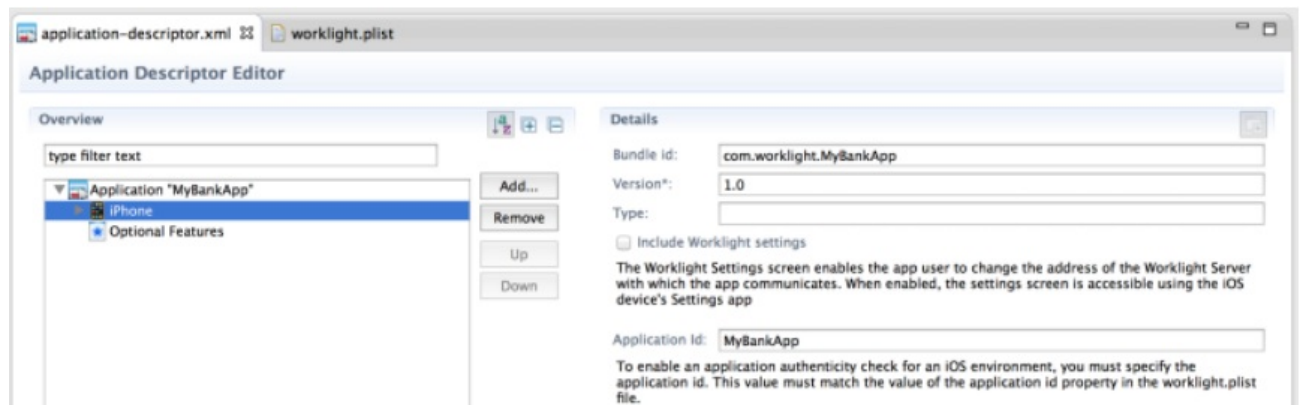 application-descriptor.xml
worklight.plist
Application Descriptor Editor
Overview
type filter text
Application "MyBankApp"
iPhone
Optional Features
Add...
Remove
Up
Down
Details
Bundle id: com.worklight.MyBankApp
Version*: 1.0
Type:
Include Worklight settings
The Worklight Settings screen enables the app user to change the address of the Worklight Server
with which the app communicates. When enabled, the settings screen is accessible using the iOS
device's Settings app
Application Id: MyBankApp
To enable an application authenticity check for an iOS environment, you must specify the
application id. This value must match the value of the application id property in the worklight.plist
file.